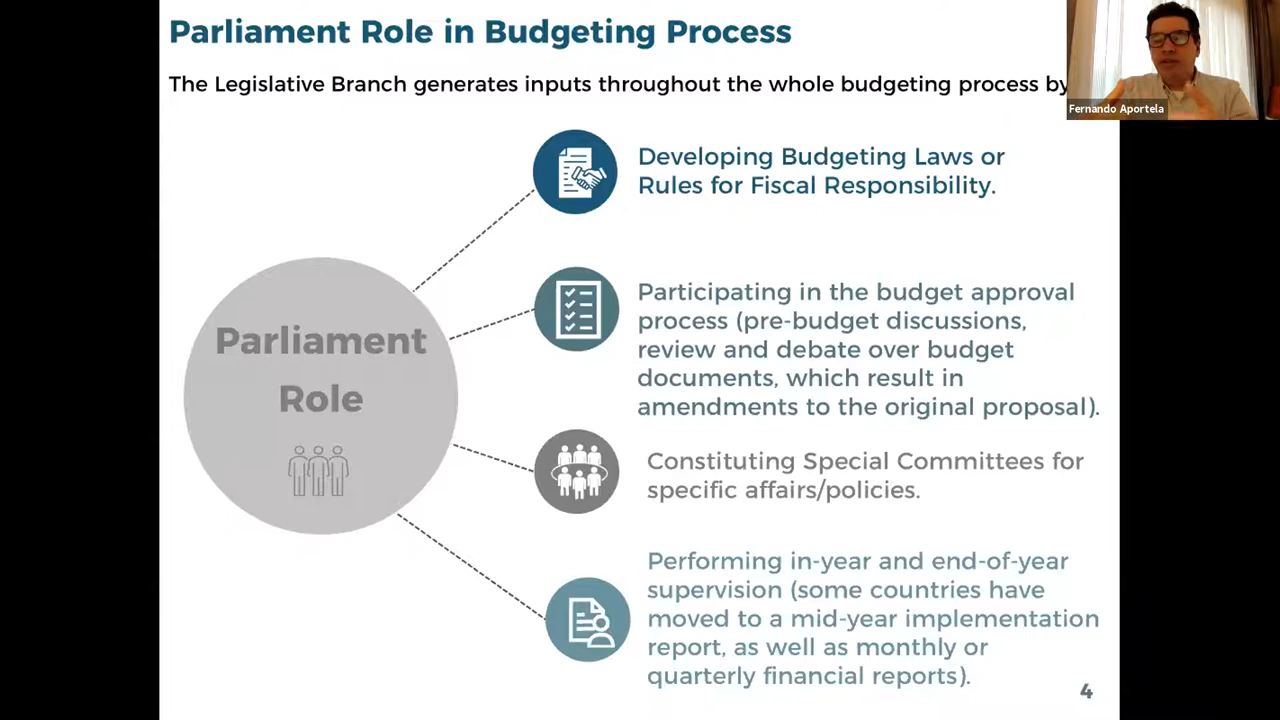 Parliament Role in Budgeting Process
The Legislative Branch generates inputs throughout the whole budgeting process by
Fernando Aportela
Developing Budgeting Laws or
Rules for Fiscal Responsibility.
Parliament
Role
Participating in the budget approval
process (pre-budget discussions,
review and debate over budget
documents, which result in
amendments to the original proposal).
Constituting Special Committees for
specific affairs/policies.
Performing in-year and end-of-year
supervision (some countries have
moved to a mid-year implementation
report, as well as monthly or
quarterly financial reports).
4